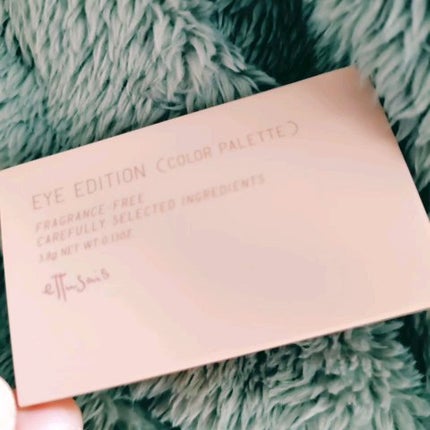 EYE EDITION (COLOR PALETTE)
FRAGRANCE-FREE
CAREFULLY SELECTED INGREDIENTS
3.8g NET WT. 0.13OZ.
ettusais